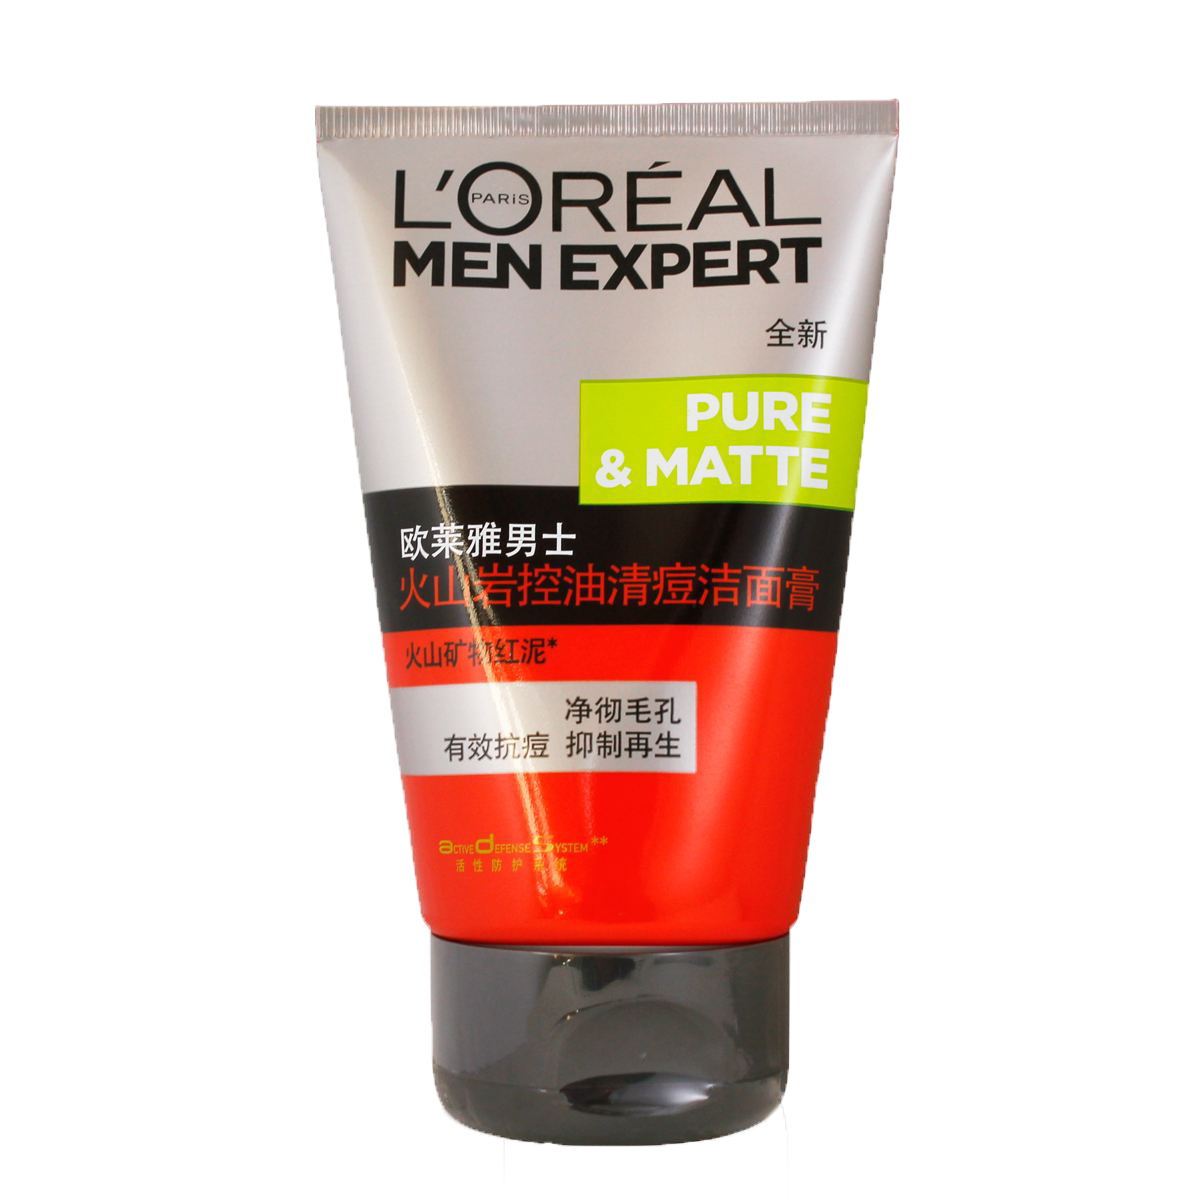 L'ORÉAL
PARIS
MEN EXPERT
全新
PURE
& MATTE
欧莱雅男士
火山岩控油清痘洁面膏
火山矿物红泥*
净彻毛孔
有效抗痘 抑制再生
ACTIVE DEFENSE SYSTEM**
活性防护系统